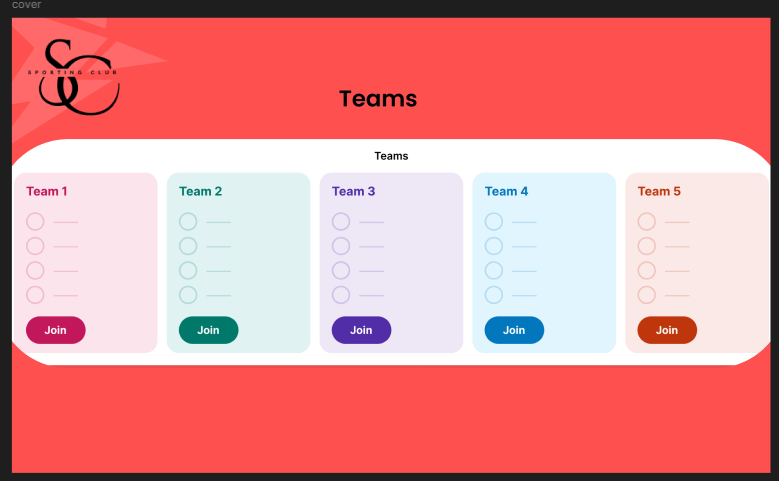 cover
SC
SPORTING CLUB
Teams
Teams
Team 1
Team 2
Team 3
Team 4
Team 5
Join
Join
Join
Join
Join